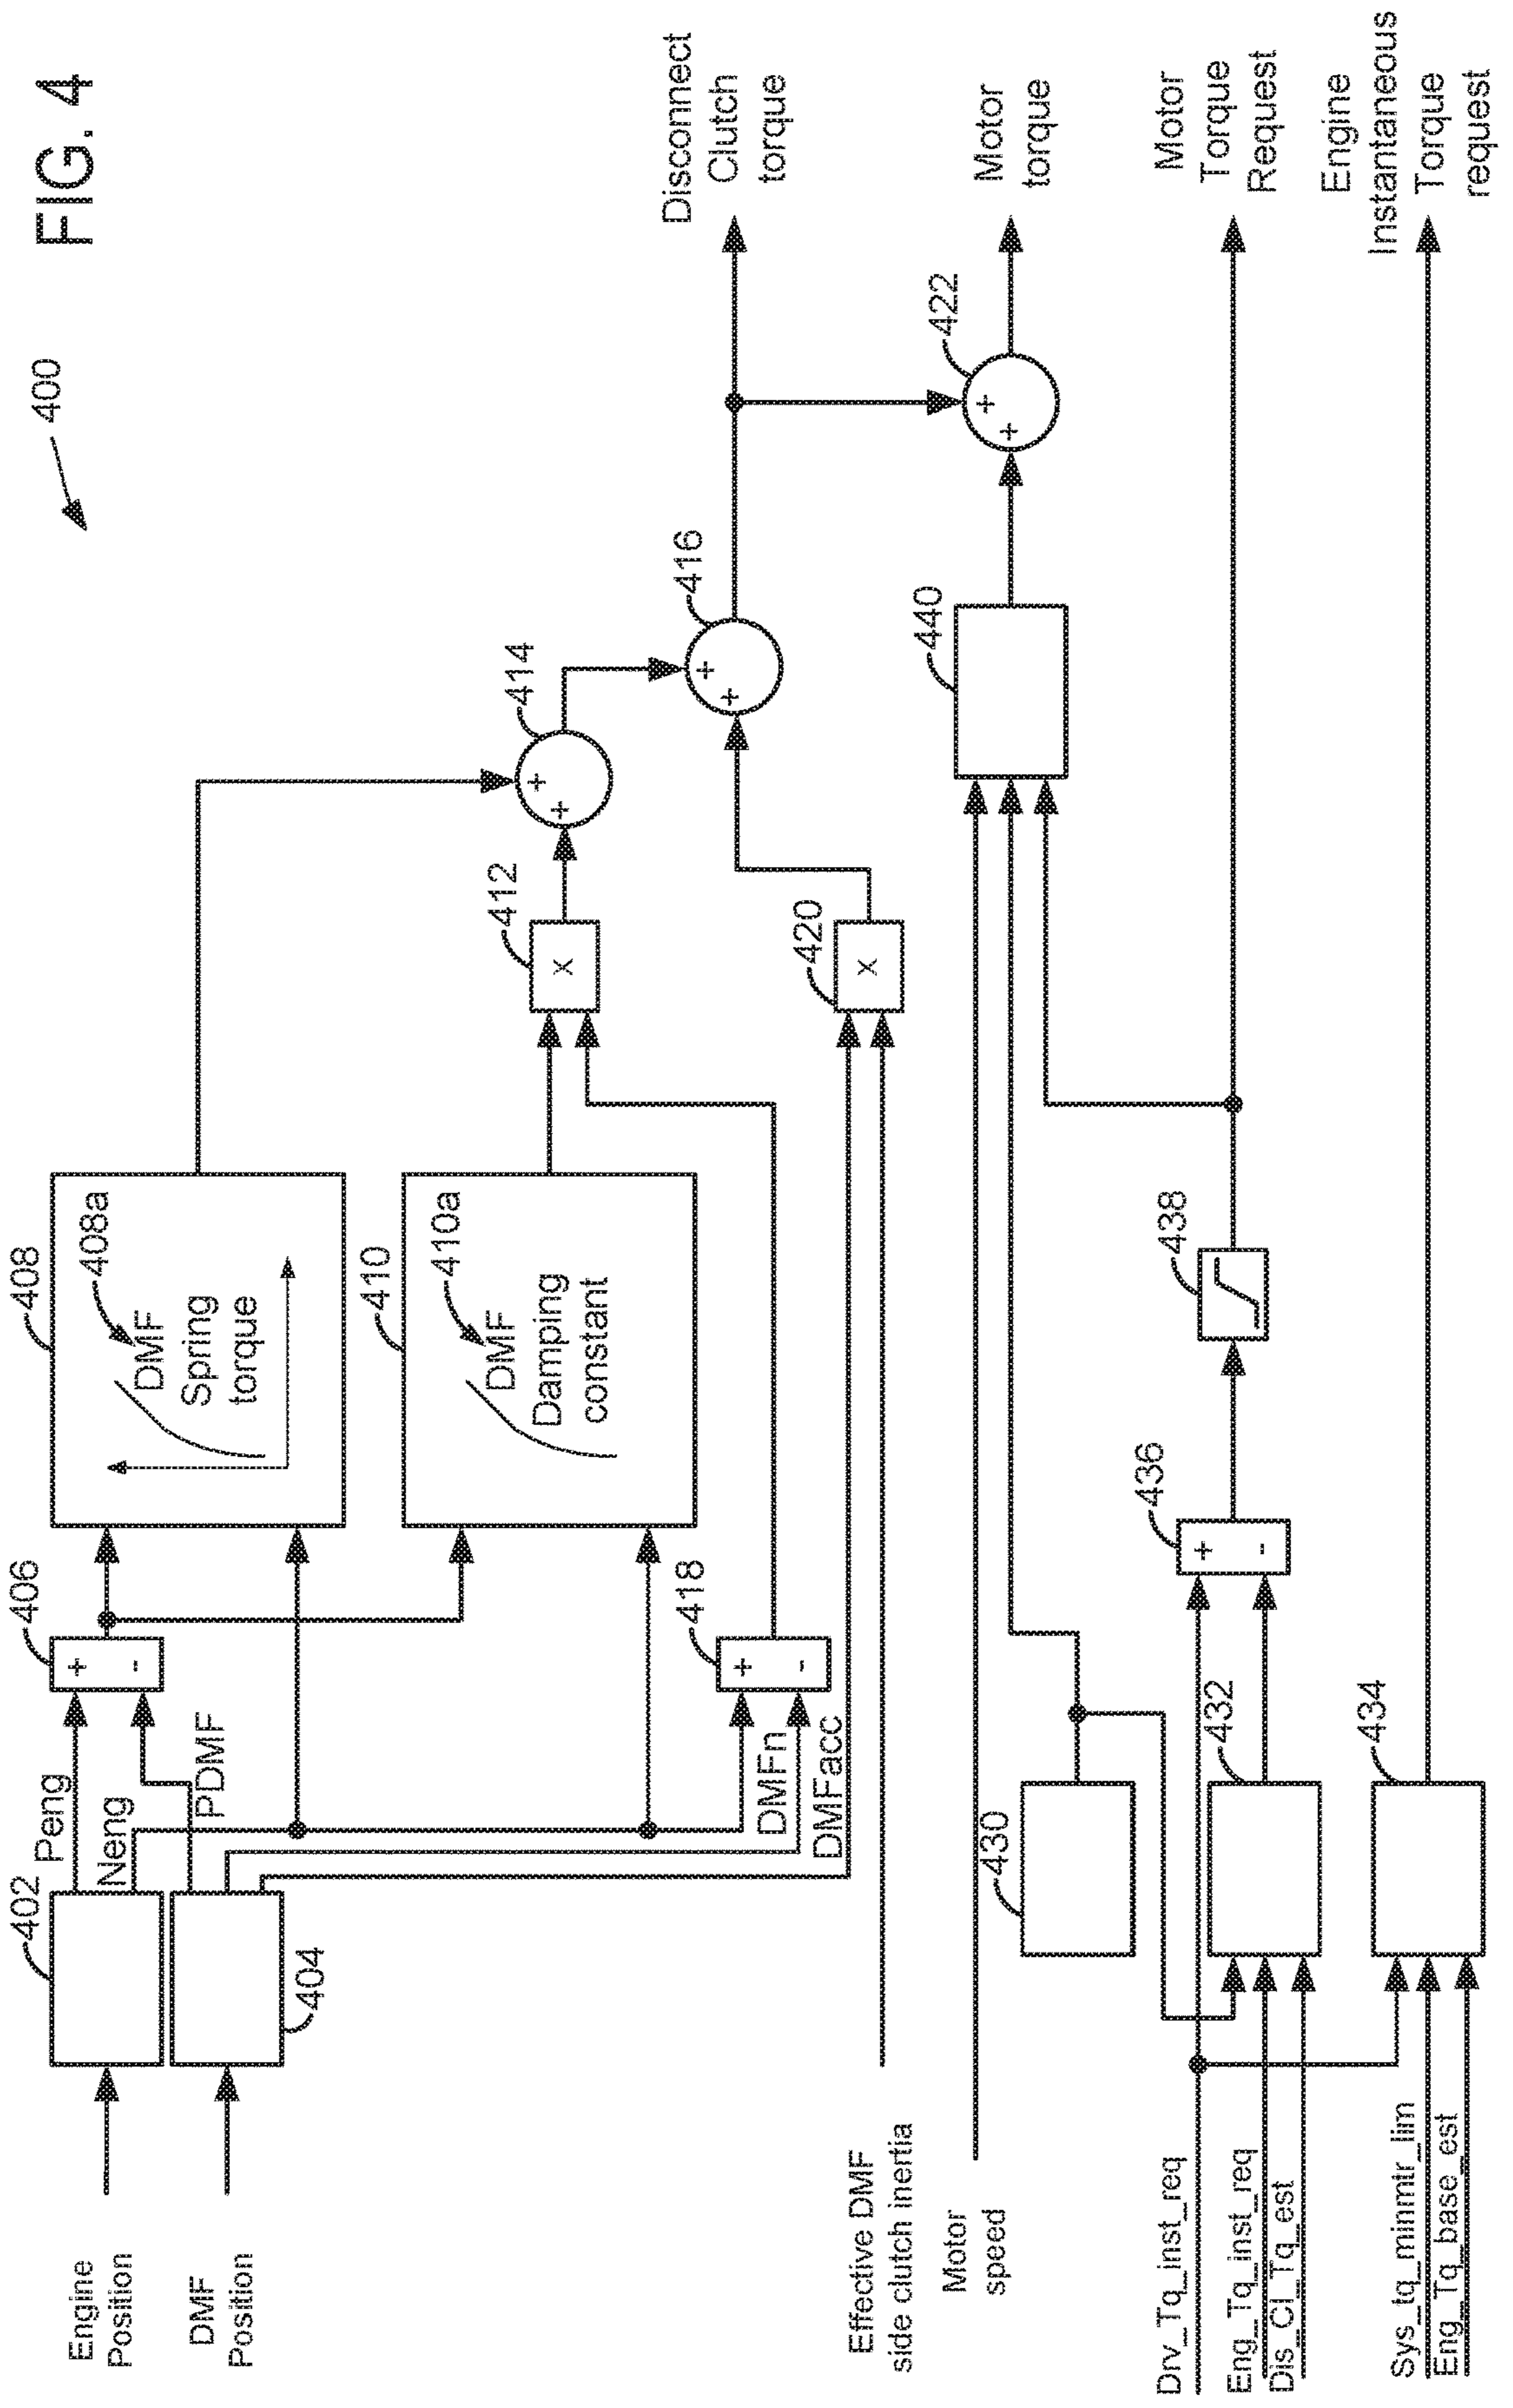 FIG. 4
400
402
Peng
Neng
404
PDMF
406
+
-
408
408a
DMF
Spring
torque
410
410a
DMF
Damping
constant
412
x
414
+
+
416
+
+
418
+
-
DMFn
DMFacc
420
x
422
+
+
Disconnect
Clutch
torque
Motor
torque
Motor
Torque
Request
Engine
Instantaneous
Torque
request
430
432
434
436
+
-
438
440
Engine
Position
DMF
Position
Effective DMF
side clutch inertia
Motor
speed
Drv_Tq_inst_req
Eng_Tq_inst_req
Dis_Cl_Tq_est
Sys_tq_minmtr_lim
Eng_Tq_base_est